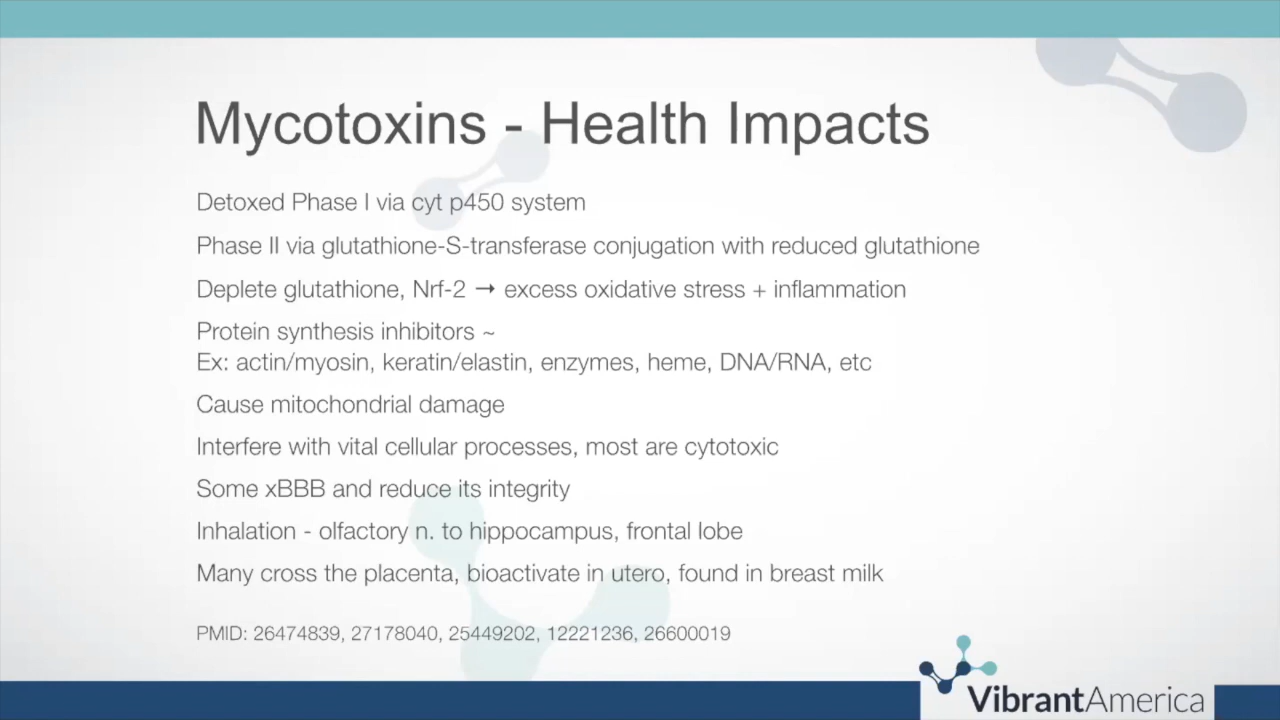 Mycotoxins - Health Impacts
Detoxed Phase I via cyt p450 system
Phase II via glutathione-S-transferase conjugation with reduced glutathione
Deplete glutathione, Nrf-2 → excess oxidative stress + inflammation
Protein synthesis inhibitors ~
Ex: actin/myosin, keratin/elastin, enzymes, heme, DNA/RNA, etc
Cause mitochondrial damage
Interfere with vital cellular processes, most are cytotoxic
Some xBBB and reduce its integrity
Inhalation - olfactory n. to hippocampus, frontal lobe
Many cross the placenta, bioactivate in utero, found in breast milk
PMID: 26474839, 27178040, 25449202, 12221236, 26600019
VibrantAmerica